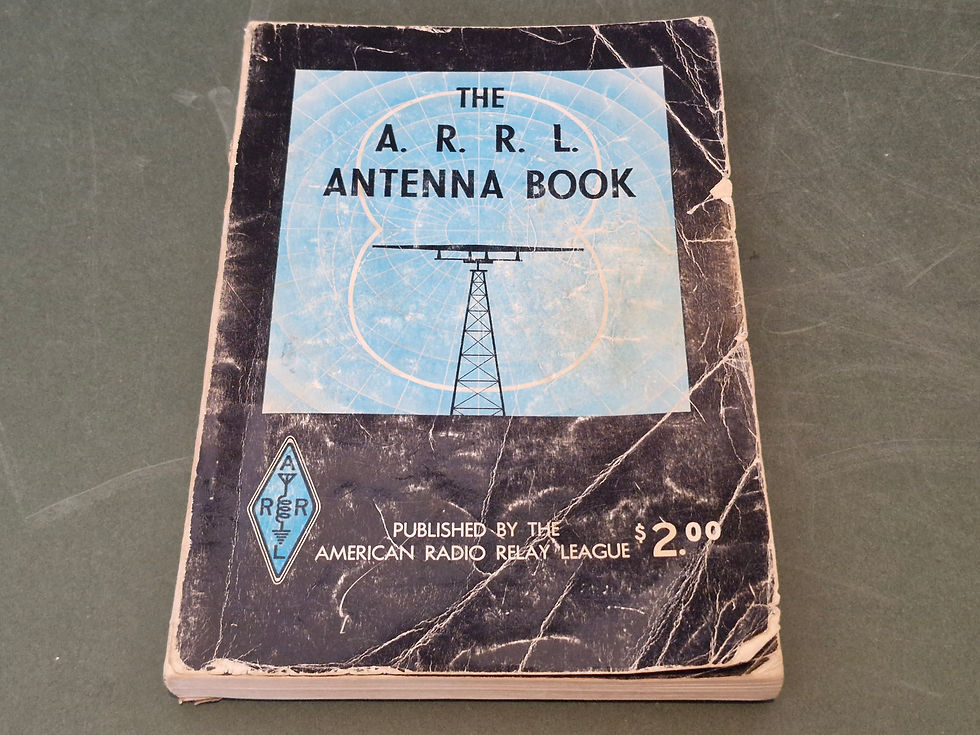 THE
A. R. R. L.
ANTENNA BOOK
A
R R
L
PUBLISHED BY THE
AMERICAN RADIO RELAY LEAGUE $2.00